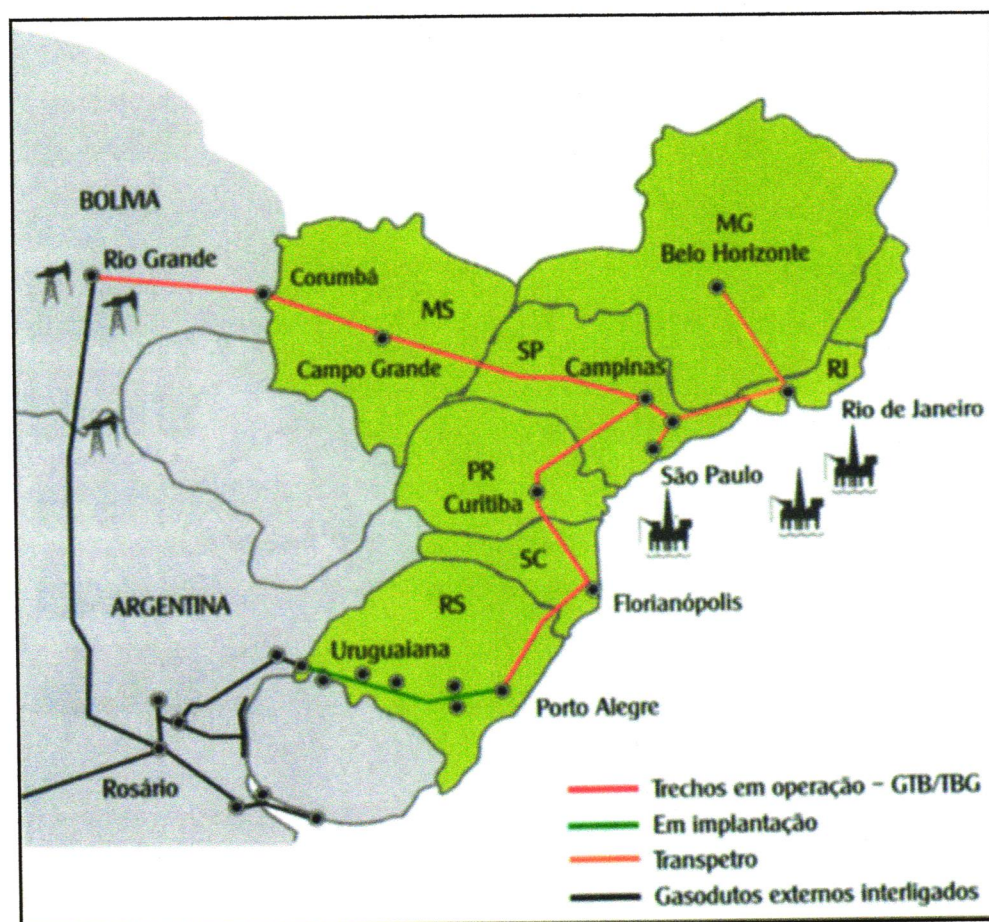 BOLÍMA
Rio Grande
Corumbá
MS
Campo Grande
MG
Belo Horizonte
SP
Campinas
RJ
Rio de Janeiro
São Paulo
PR
Curitiba
SC
Florianópolis
ARGENTINA
RS
Uruguaiana
Porto Alegre
Rosário
Trechos em operação – GTB/TBG
Em implantação
Transpetro
Gasodutos externos interligados